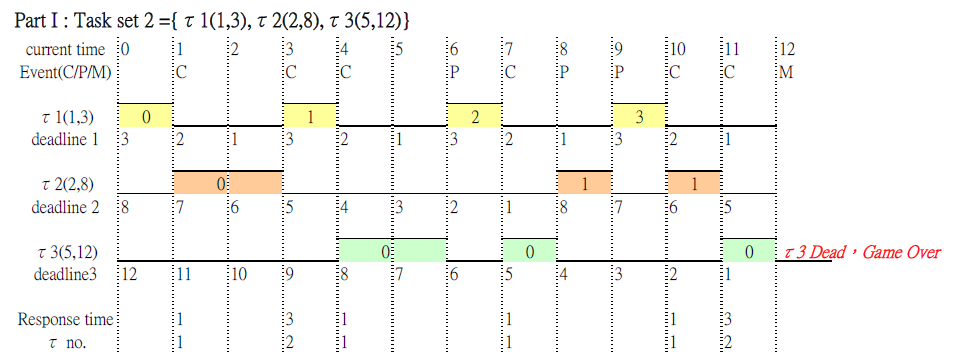 Part I : Task set 2 ={ τ 1(1,3), τ 2(2,8), τ 3(5,12)}
current time 0 1 2 3 4 5 6 7 8 9 10 11 12
Event(C/P/M) C C C P C P P C C M
τ 1(1,3) 0 1 2 3
deadline 1 3 2 1 3 2 1 3 2 1 3 2 1
τ 2(2,8) 0 1 1
deadline 2 8 7 6 5 4 3 2 1 8 7 6 5
τ 3(5,12) 0 0 0 τ 3 Dead，Game Over
deadline3 12 11 10 9 8 7 6 5 4 3 2 1
Response time 1 3 1 1 1 3
τ no. 1 2 1 1 1 2